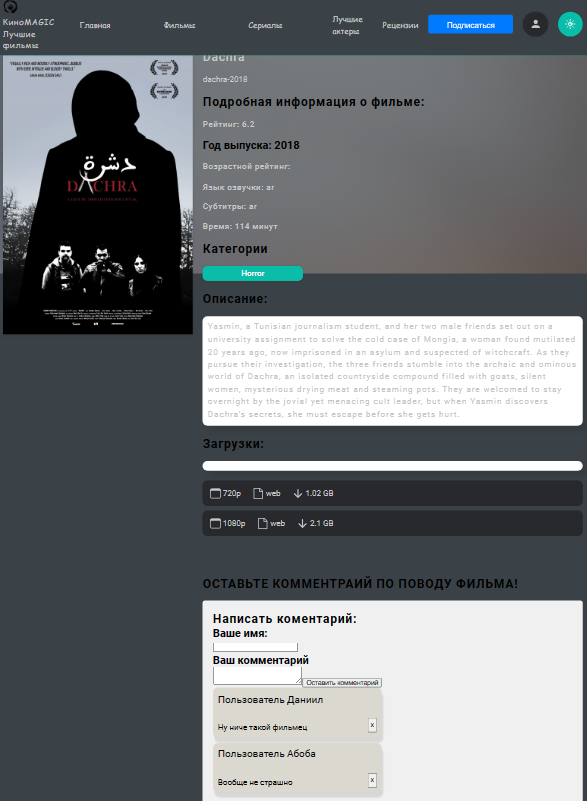 КиноMAGIC
Лучшие
фильмы
Главная
Фильмы
Сериалы
Лучшие
актеры
Рецензии
Подписаться
Dachra
dachra-2018
Подробная информация о фильме:
Рейтинг: 6.2
Год выпуска: 2018
Возрастной рейтинг:
Язык озвучки: ar
Субтитры: ar
Время: 114 минут
Категории
Horror
دشرة
DACHRA
Описание:
Yasmin, a Tunisian journalism student, and her two male friends set out on a
university assignment to solve the cold case of Mongia, a woman found mutilated
20 years ago, now imprisoned in an asylum and suspected of witchcraft. As they
pursue their investigation, the three friends stumble into the archaic and ominous
world of Dachra, an isolated countryside compound filled with goats, silent
women, mysterious drying meat and steaming pots. They are welcomed to stay
overnight by the jovial yet menacing cult leader, but when Yasmin discovers
Dachra's secrets, she must escape before she gets hurt.
Загрузки:
720p web 1.02 GB
1080p web 2.1 GB
ОСТАВЬТЕ КОММЕНТРАИЙ ПО ПОВОДУ ФИЛЬМА!
Написать коментарий:
Ваше имя:
Ваш комментарий
Оставить комментарий
Пользователь Даниил
Ну ниче такой фильмец
x
Пользователь Абоба
Вообще не страшно
x